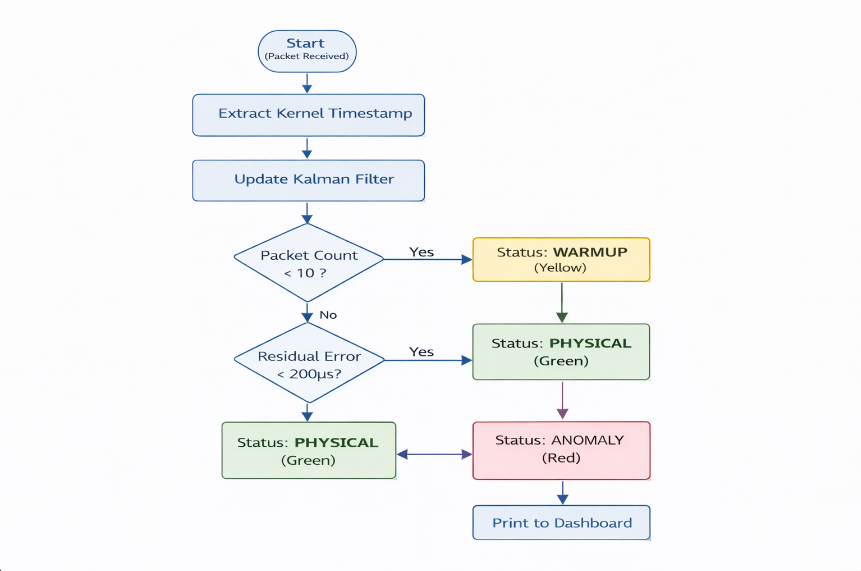 Start
(Packet Received)
Extract Kernel Timestamp
Update Kalman Filter
Packet Count
< 10 ?
Yes
Status: WARMUP
(Yellow)
No
Residual Error
< 200µs?
Yes
Status: PHYSICAL
(Green)
Status: PHYSICAL
(Green)
Status: ANOMALY
(Red)
Print to Dashboard